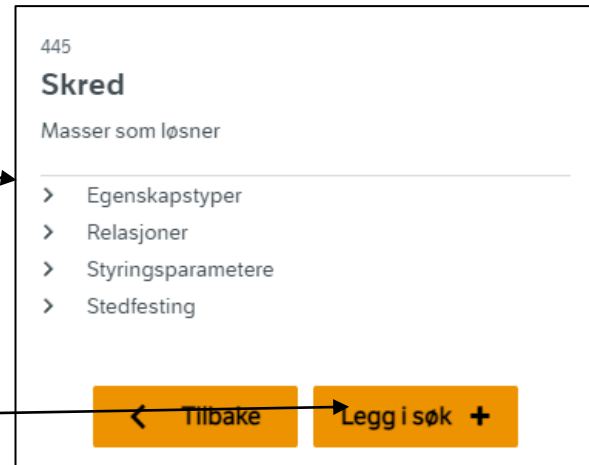 445
Skred
Masser som løsner
Egenskapstyper
Relasjoner
Styringsparametere
Stedfesting
Tilbake
Legg i søk